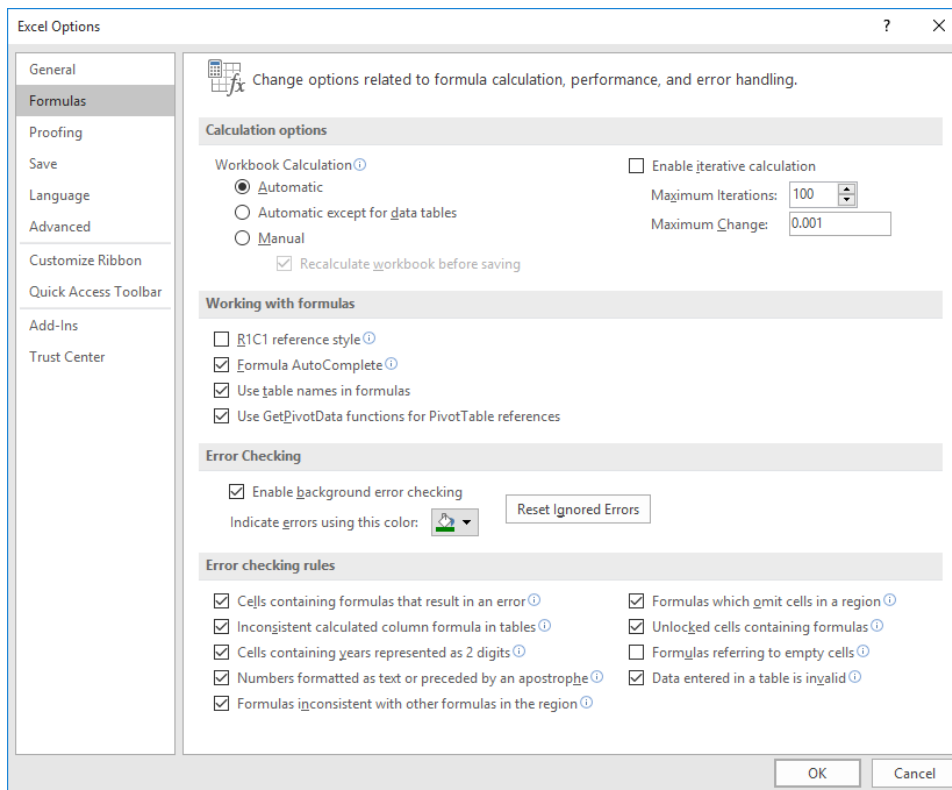 Excel Options
?
General
Formulas
Proofing
Save
Language
Advanced
Customize Ribbon
Quick Access Toolbar
Add-Ins
Trust Center
Change options related to formula calculation, performance, and error handling.
Calculation options
Workbook Calculation
Automatic
Automatic except for data tables
Manual
Recalculate workbook before saving
Enable iterative calculation
Maximum Iterations: 100
Maximum Change: 0.001
Working with formulas
R1C1 reference style
Formula AutoComplete
Use table names in formulas
Use GetPivotData functions for PivotTable references
Error Checking
Enable background error checking
Indicate errors using this color:
Reset Ignored Errors
Error checking rules
Cells containing formulas that result in an error
Inconsistent calculated column formula in tables
Cells containing years represented as 2 digits
Numbers formatted as text or preceded by an apostrophe
Formulas inconsistent with other formulas in the region
Formulas which omit cells in a region
Unlocked cells containing formulas
Formulas referring to empty cells
Data entered in a table is invalid
OK
Cancel